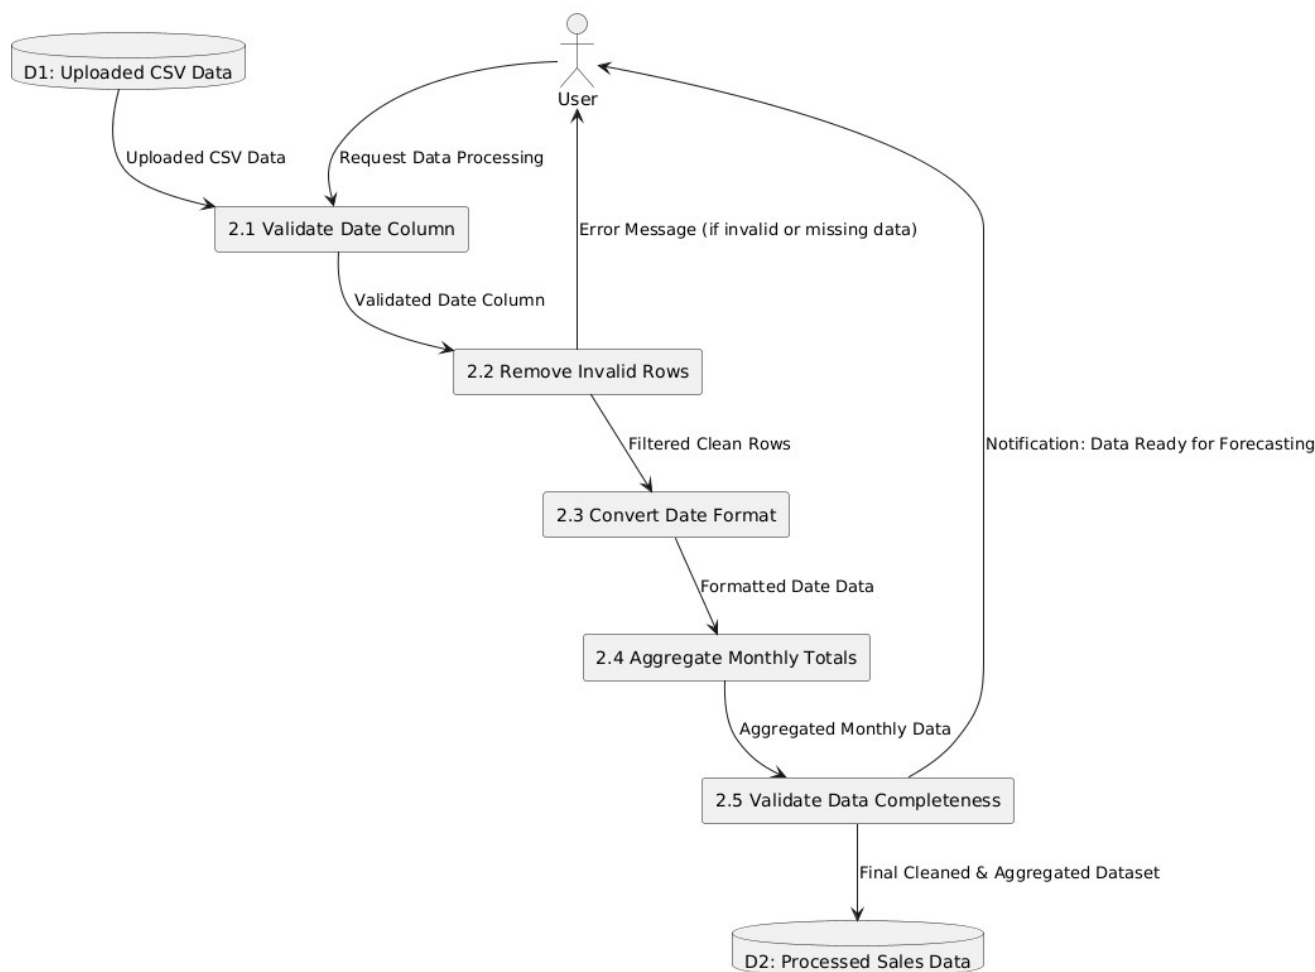 D1: Uploaded CSV Data
User
Uploaded CSV Data
Request Data Processing
2.1 Validate Date Column
Error Message (if invalid or missing data)
Validated Date Column
2.2 Remove Invalid Rows
Filtered Clean Rows
Notification: Data Ready for Forecasting
2.3 Convert Date Format
Formatted Date Data
2.4 Aggregate Monthly Totals
Aggregated Monthly Data
2.5 Validate Data Completeness
Final Cleaned & Aggregated Dataset
D2: Processed Sales Data